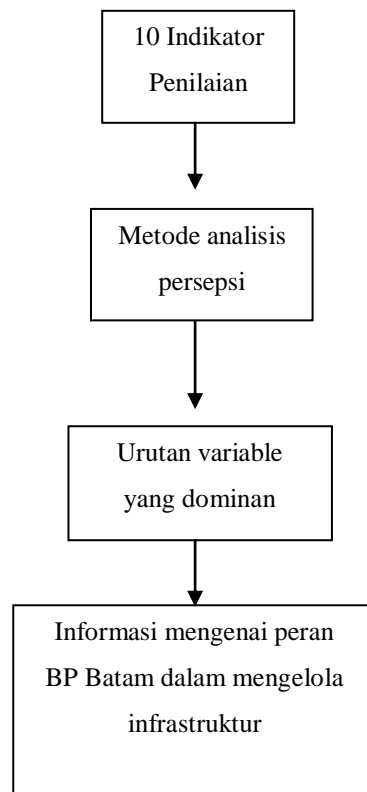 10 Indikator
Penilaian
Metode analisis
persepsi
Urutan variable
yang dominan
Informasi mengenai peran
BP Batam dalam mengelola
infrastruktur